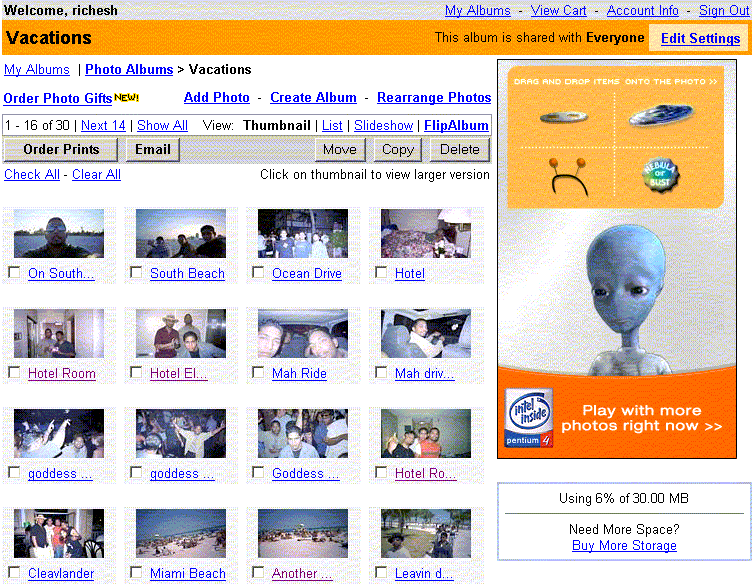 Welcome, richesh
My Albums - View Cart - Account Info - Sign Out
Vacations
This album is shared with Everyone Edit Settings
My Albums | Photo Albums > Vacations
Order Photo Gifts NEW! Add Photo - Create Album - Rearrange Photos
1 - 16 of 30 | Next 14 | Show All View: Thumbnail | List | Slideshow | FlipAlbum
Order Prints Email Move Copy Delete
Check All - Clear All Click on thumbnail to view larger version
On South... South Beach Ocean Drive Hotel
Hotel Room Hotel El... Mah Ride Mah driv...
goddess ... goddess ... Goddess ... Hotel Ro...
Cleavlander Miami Beach Another ... Leavin d...
DRAG AND DROP ITEMS ONTO THE PHOTO >>
NEBULA
or
BUST
intel
inside
pentium 4
Play with more
photos right now >>
Using 6% of 30.00 MB
Need More Space?
Buy More Storage